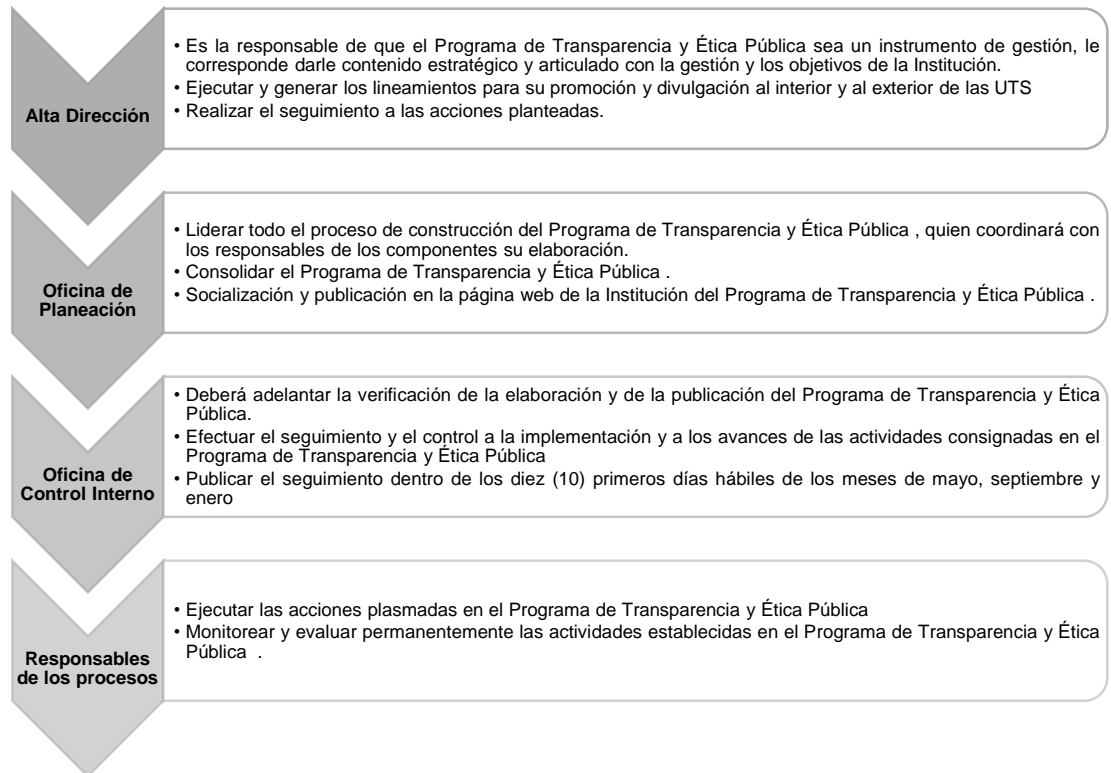 Alta Dirección
• Es la responsable de que el Programa de Transparencia y Ética Pública sea un instrumento de gestión, le
corresponde darle contenido estratégico y articulado con la gestión y los objetivos de la Institución.
• Ejecutar y generar los lineamientos para su promoción y divulgación al interior y al exterior de las UTS
• Realizar el seguimiento a las acciones planteadas.
Oficina de
Planeación
• Liderar todo el proceso de construcción del Programa de Transparencia y Ética Pública , quien coordinará con
los responsables de los componentes su elaboración.
• Consolidar el Programa de Transparencia y Ética Pública .
• Socialización y publicación en la página web de la Institución del Programa de Transparencia y Ética Pública .
Oficina de
Control Interno
• Deberá adelantar la verificación de la elaboración y de la publicación del Programa de Transparencia y Ética
Pública.
• Efectuar el seguimiento y el control a la implementación y a los avances de las actividades consignadas en el
Programa de Transparencia y Ética Pública
• Publicar el seguimiento dentro de los diez (10) primeros días hábiles de los meses de mayo, septiembre y
enero
Responsables
de los procesos
• Ejecutar las acciones plasmadas en el Programa de Transparencia y Ética Pública
• Monitorear y evaluar permanentemente las actividades establecidas en el Programa de Transparencia y Ética
Pública .